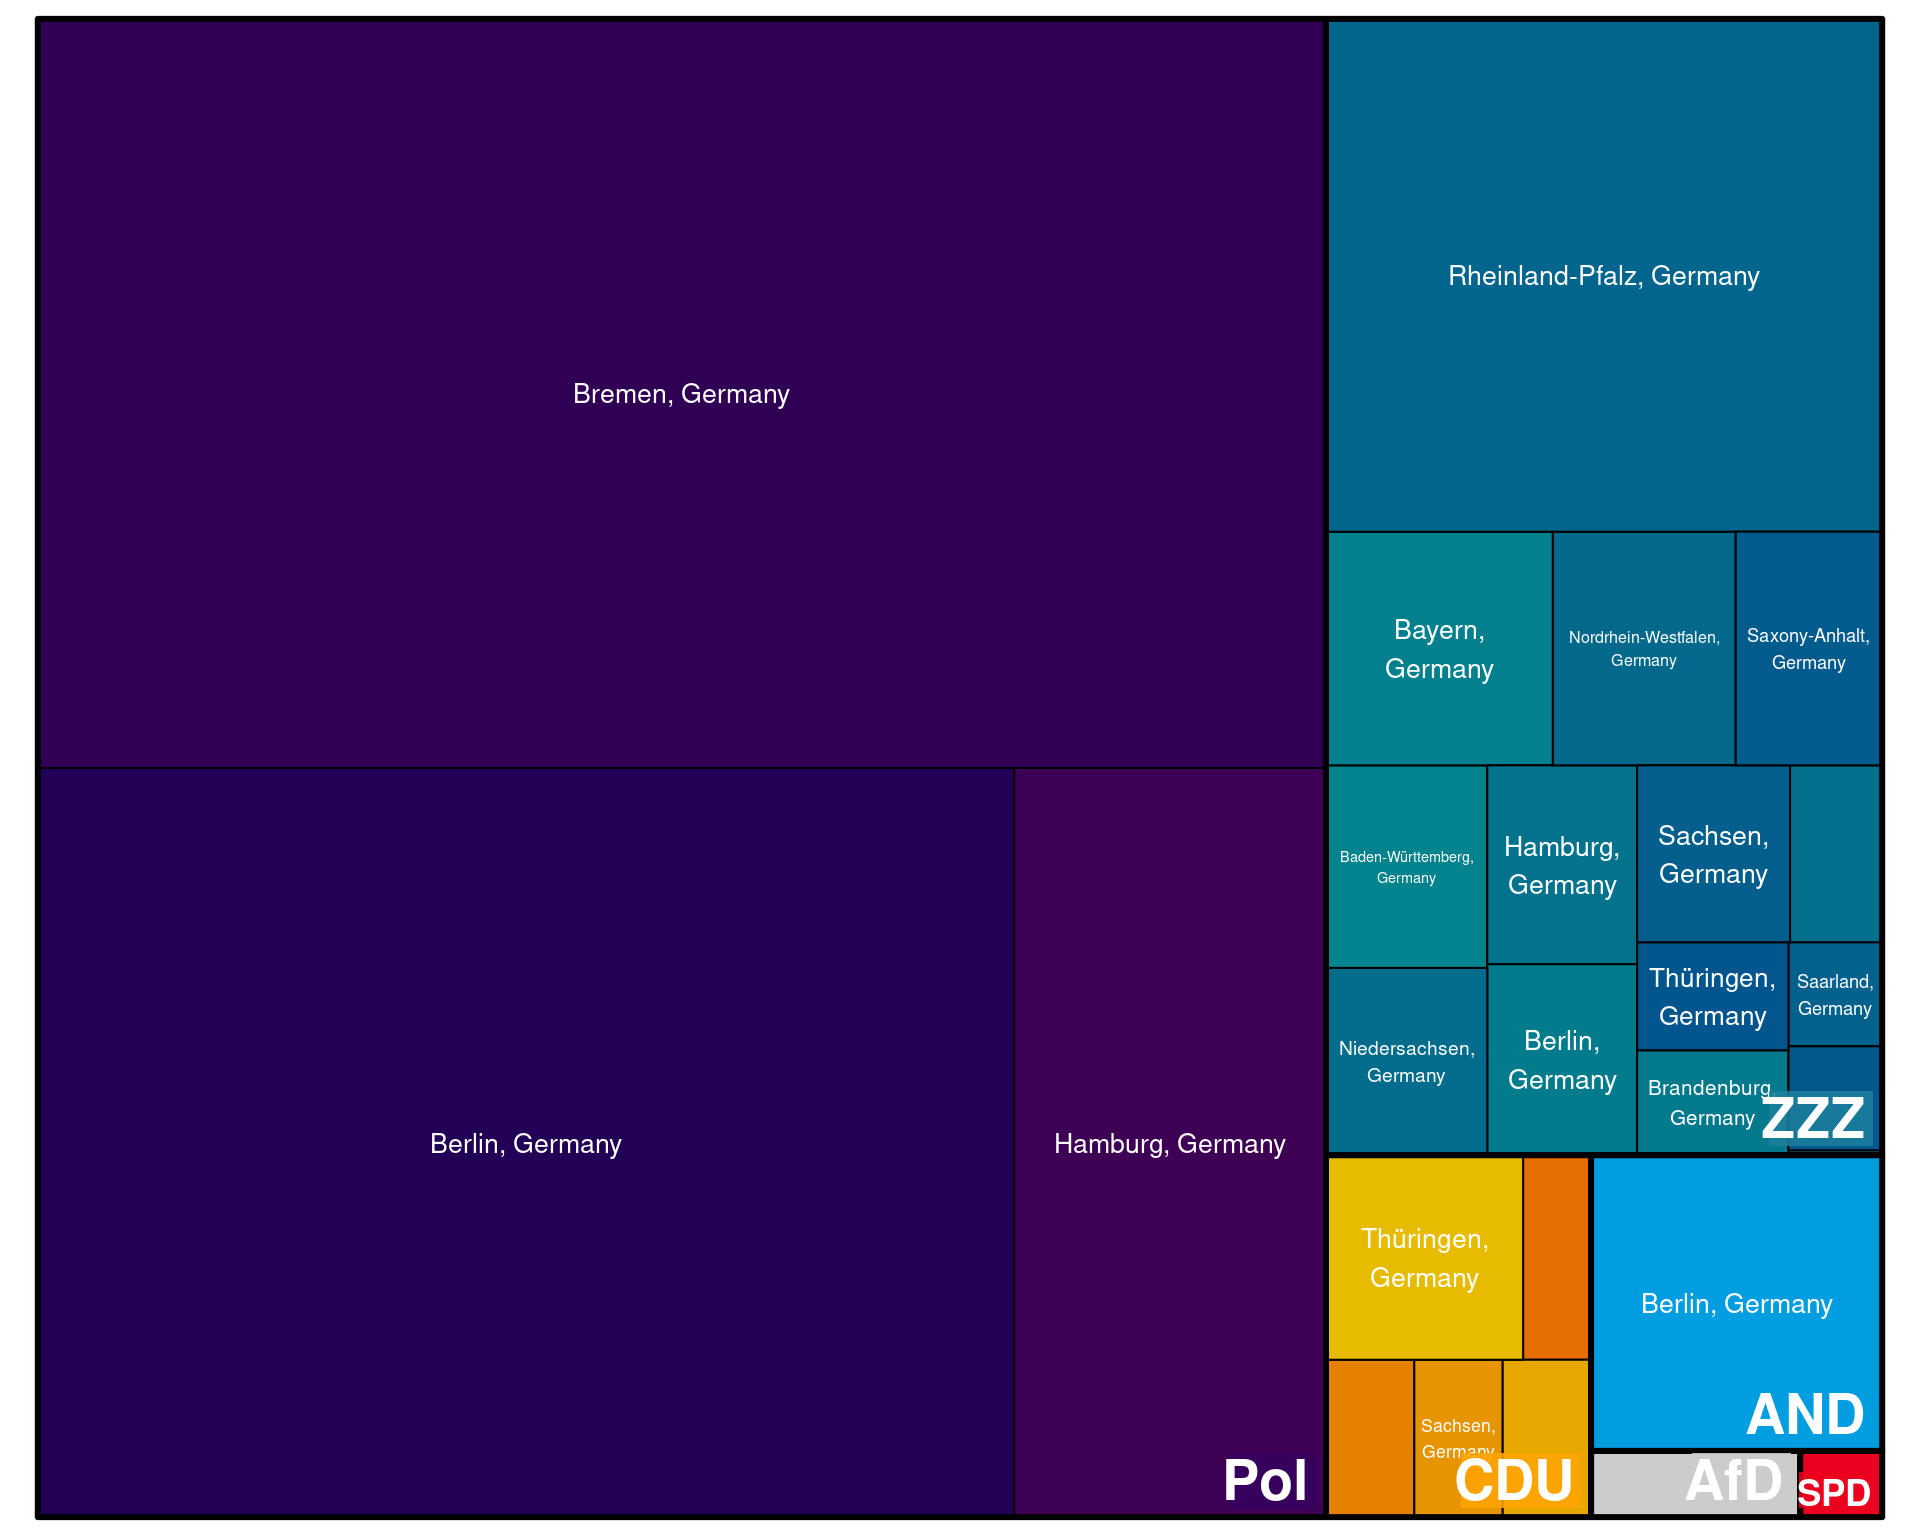 Bremen, Germany
Berlin, Germany
Hamburg, Germany
Pol
Rheinland-Pfalz, Germany
Bayern,
Germany
Nordrhein-Westfalen,
Germany
Saxony-Anhalt,
Germany
Baden-Württemberg,
Germany
Hamburg,
Germany
Sachsen,
Germany
Niedersachsen,
Germany
Berlin,
Germany
Thüringen,
Germany
Saarland,
Germany
Brandenburg,
Germany
ZZZ
Thüringen,
Germany
Sachsen,
Germany
CDU
Berlin, Germany
AND
AfD
SPD